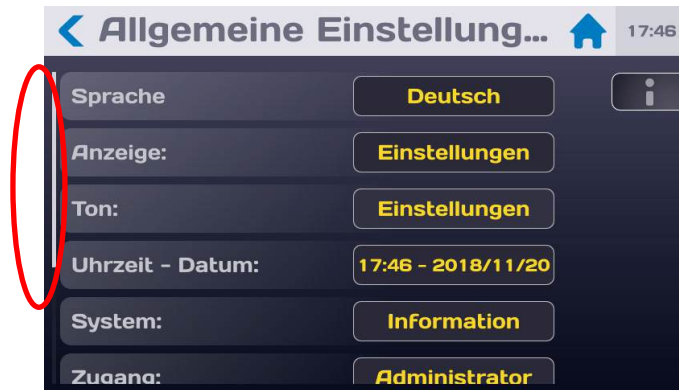 Allgemeine Einstellung... 17:46
Sprache Deutsch
Anzeige: Einstellungen
Ton: Einstellungen
Uhrzeit - Datum: 17:46 - 2018/11/20
System: Information
Zugang: Administrator